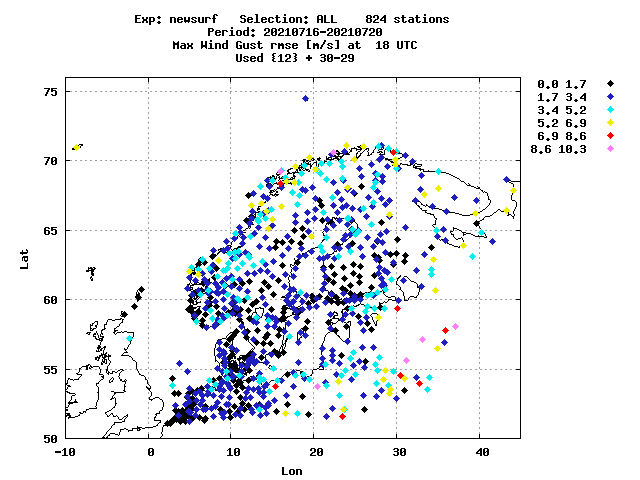 Exp: newsurf Selection: ALL 824 stations
Period: 20210716-20210720
Max Wind Gust rmse [m/s] at 18 UTC
Used {12} + 30-29
0.0 1.7
1.7 3.4
3.4 5.2
5.2 6.9
6.9 8.6
8.6 10.3
75
70
65
60
55
50
Lat
-10 0 10 20 30 40
Lon